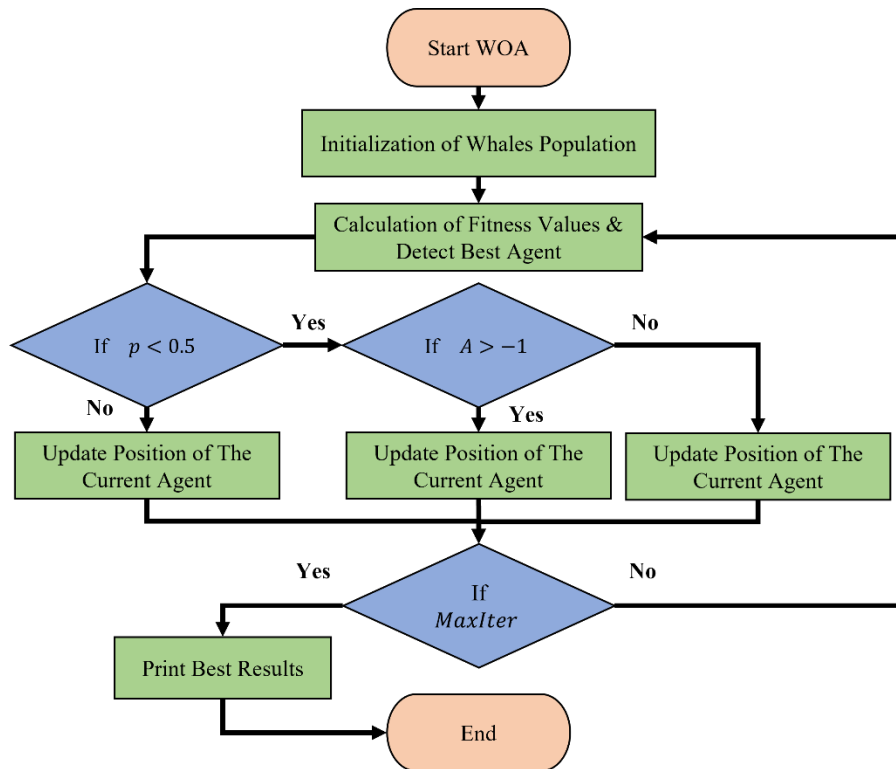 Start WOA
Initialization of Whales Population
Calculation of Fitness Values &
Detect Best Agent
If p < 0.5
Yes
If A > −1
No
No
Yes
Update Position of The
Current Agent
Update Position of The
Current Agent
Update Position of The
Current Agent
Yes
If
MaxIter
No
Print Best Results
End